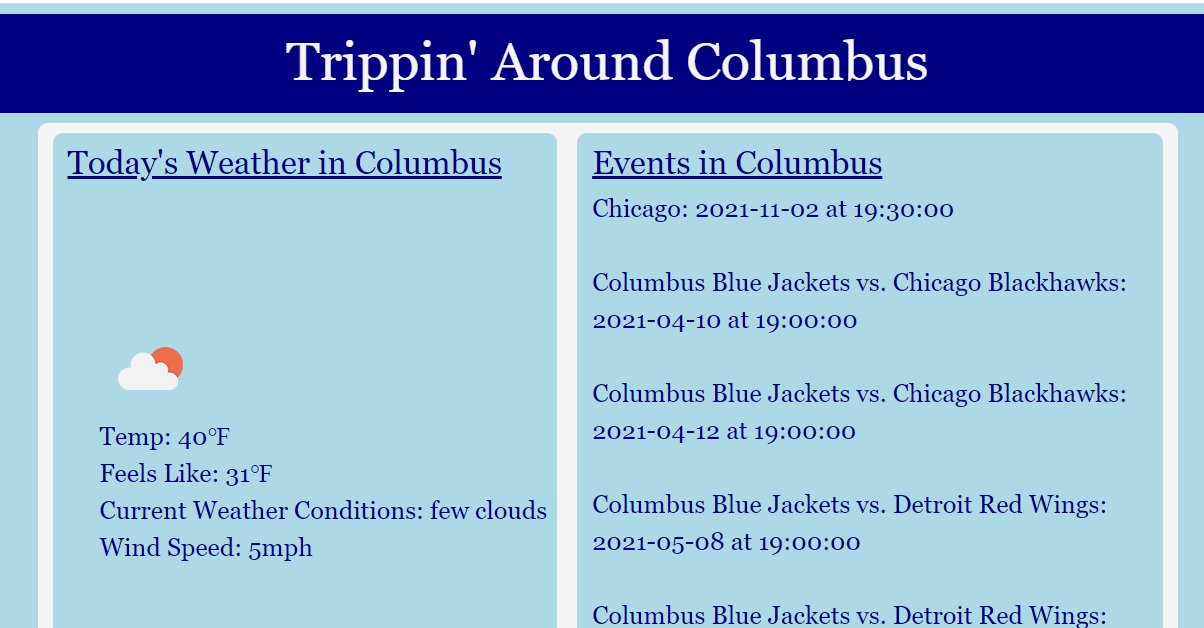 Trippin' Around Columbus
Today's Weather in Columbus
Temp: 40°F
Feels Like: 31°F
Current Weather Conditions: few clouds
Wind Speed: 5mph
Events in Columbus
Chicago: 2021-11-02 at 19:30:00
Columbus Blue Jackets vs. Chicago Blackhawks:
2021-04-10 at 19:00:00
Columbus Blue Jackets vs. Chicago Blackhawks:
2021-04-12 at 19:00:00
Columbus Blue Jackets vs. Detroit Red Wings:
2021-05-08 at 19:00:00
Columbus Blue Jackets vs. Detroit Red Wings: